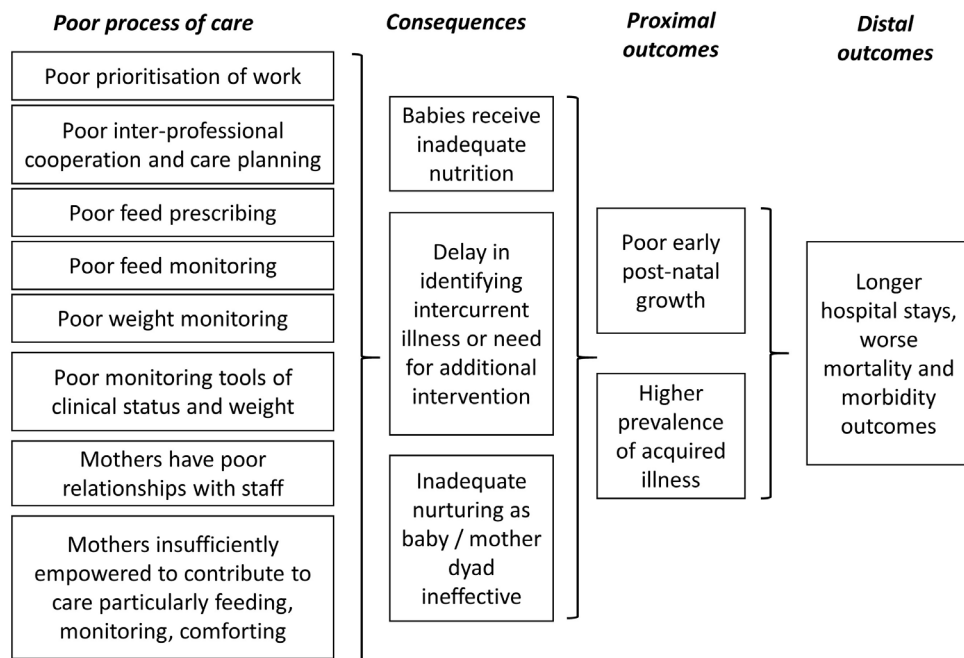 Poor process of care
Consequences
Proximal
outcomes
Distal
outcomes
Poor prioritisation of work
Poor inter-professional
cooperation and care planning
Poor feed prescribing
Poor feed monitoring
Poor weight monitoring
Poor monitoring tools of
clinical status and weight
Mothers have poor
relationships with staff
Mothers insufficiently
empowered to contribute to
care particularly feeding,
monitoring, comforting
Babies receive
inadequate
nutrition
Delay in
identifying
intercurrent
illness or need
for additional
intervention
Inadequate
nurturing as
baby / mother
dyad
ineffective
Poor early
post-natal
growth
Higher
prevalence
of acquired
illness
Longer
hospital stays,
worse
mortality and
morbidity
outcomes